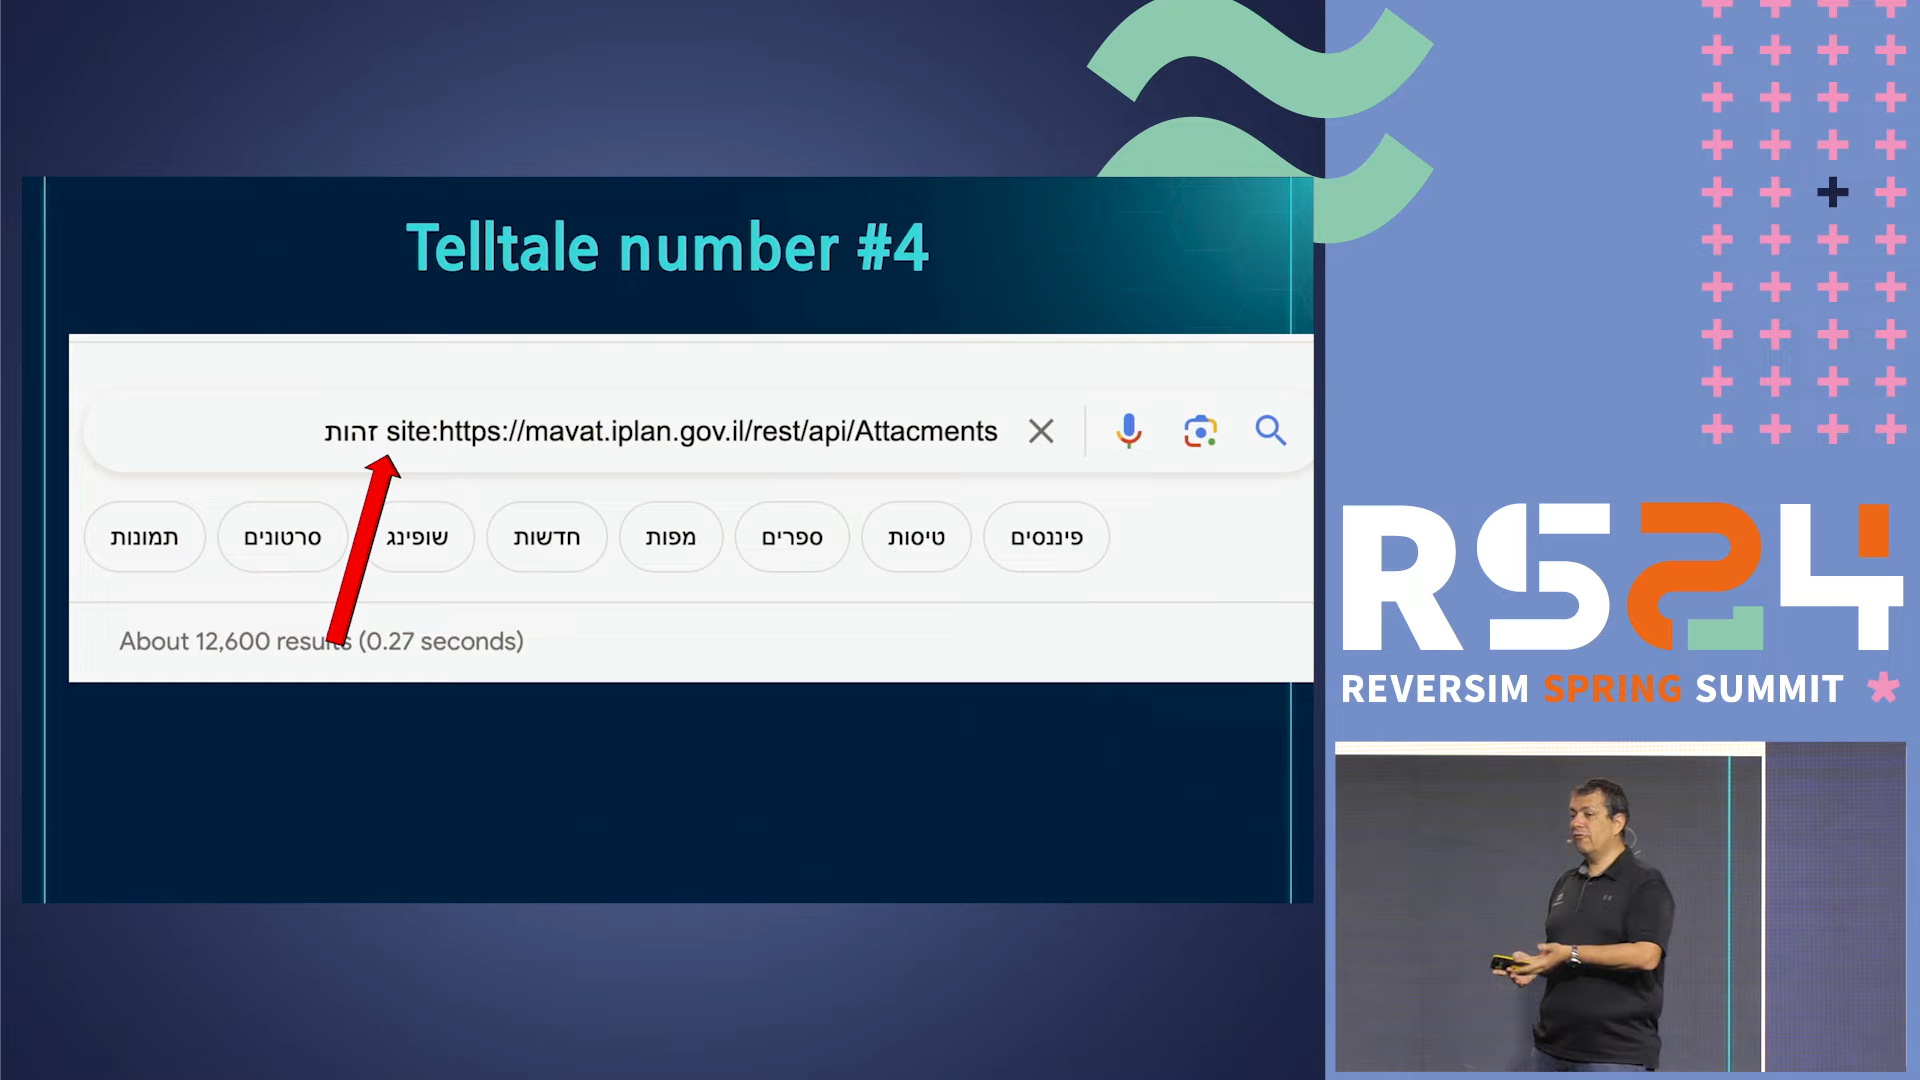 Telltale number #4
זהות site:https://mavat.iplan.gov.il/rest/api/Attacments
תמונות
סרטונים
שופינג
חדשות
מפות
ספרים
טיסות
פיננסים
About 12,600 results (0.27 seconds)
RS24
REVERSIM SPRING SUMMIT